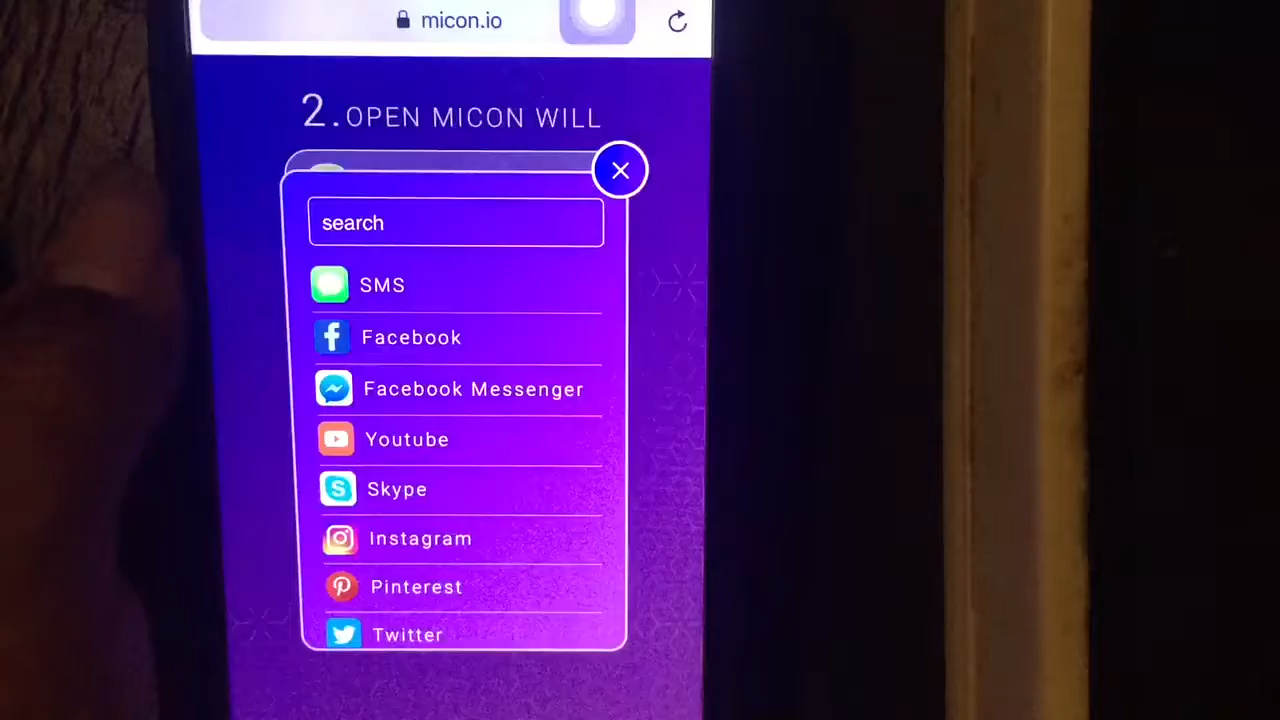 micon.io
2. OPEN MICON WILL
search
SMS
Facebook
Facebook Messenger
Youtube
Skype
Instagram
Pinterest
Twitter